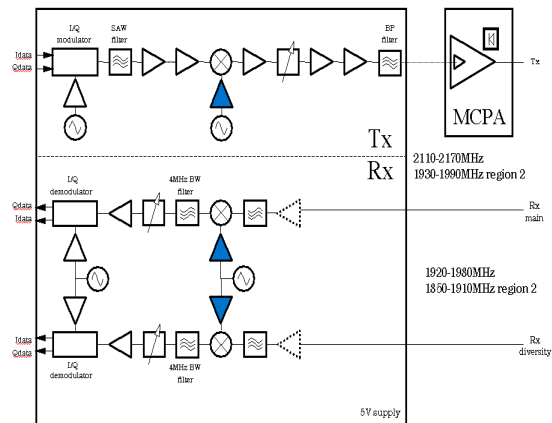 I/Q
modulator
SAW
filter
BP
filter
Idata
Qdata
Tx
MCPA
Tx
Rx
2110-2170MHz
1930-1990MHz region 2
I/Q
demodulator
4MHz BW
filter
Qdata
Idata
Rx
main
1920-1980MHz
1850-1910MHz region 2
Idata
Qdata
I/Q
demodulator
4MHz BW
filter
Rx
diversity
5V supply